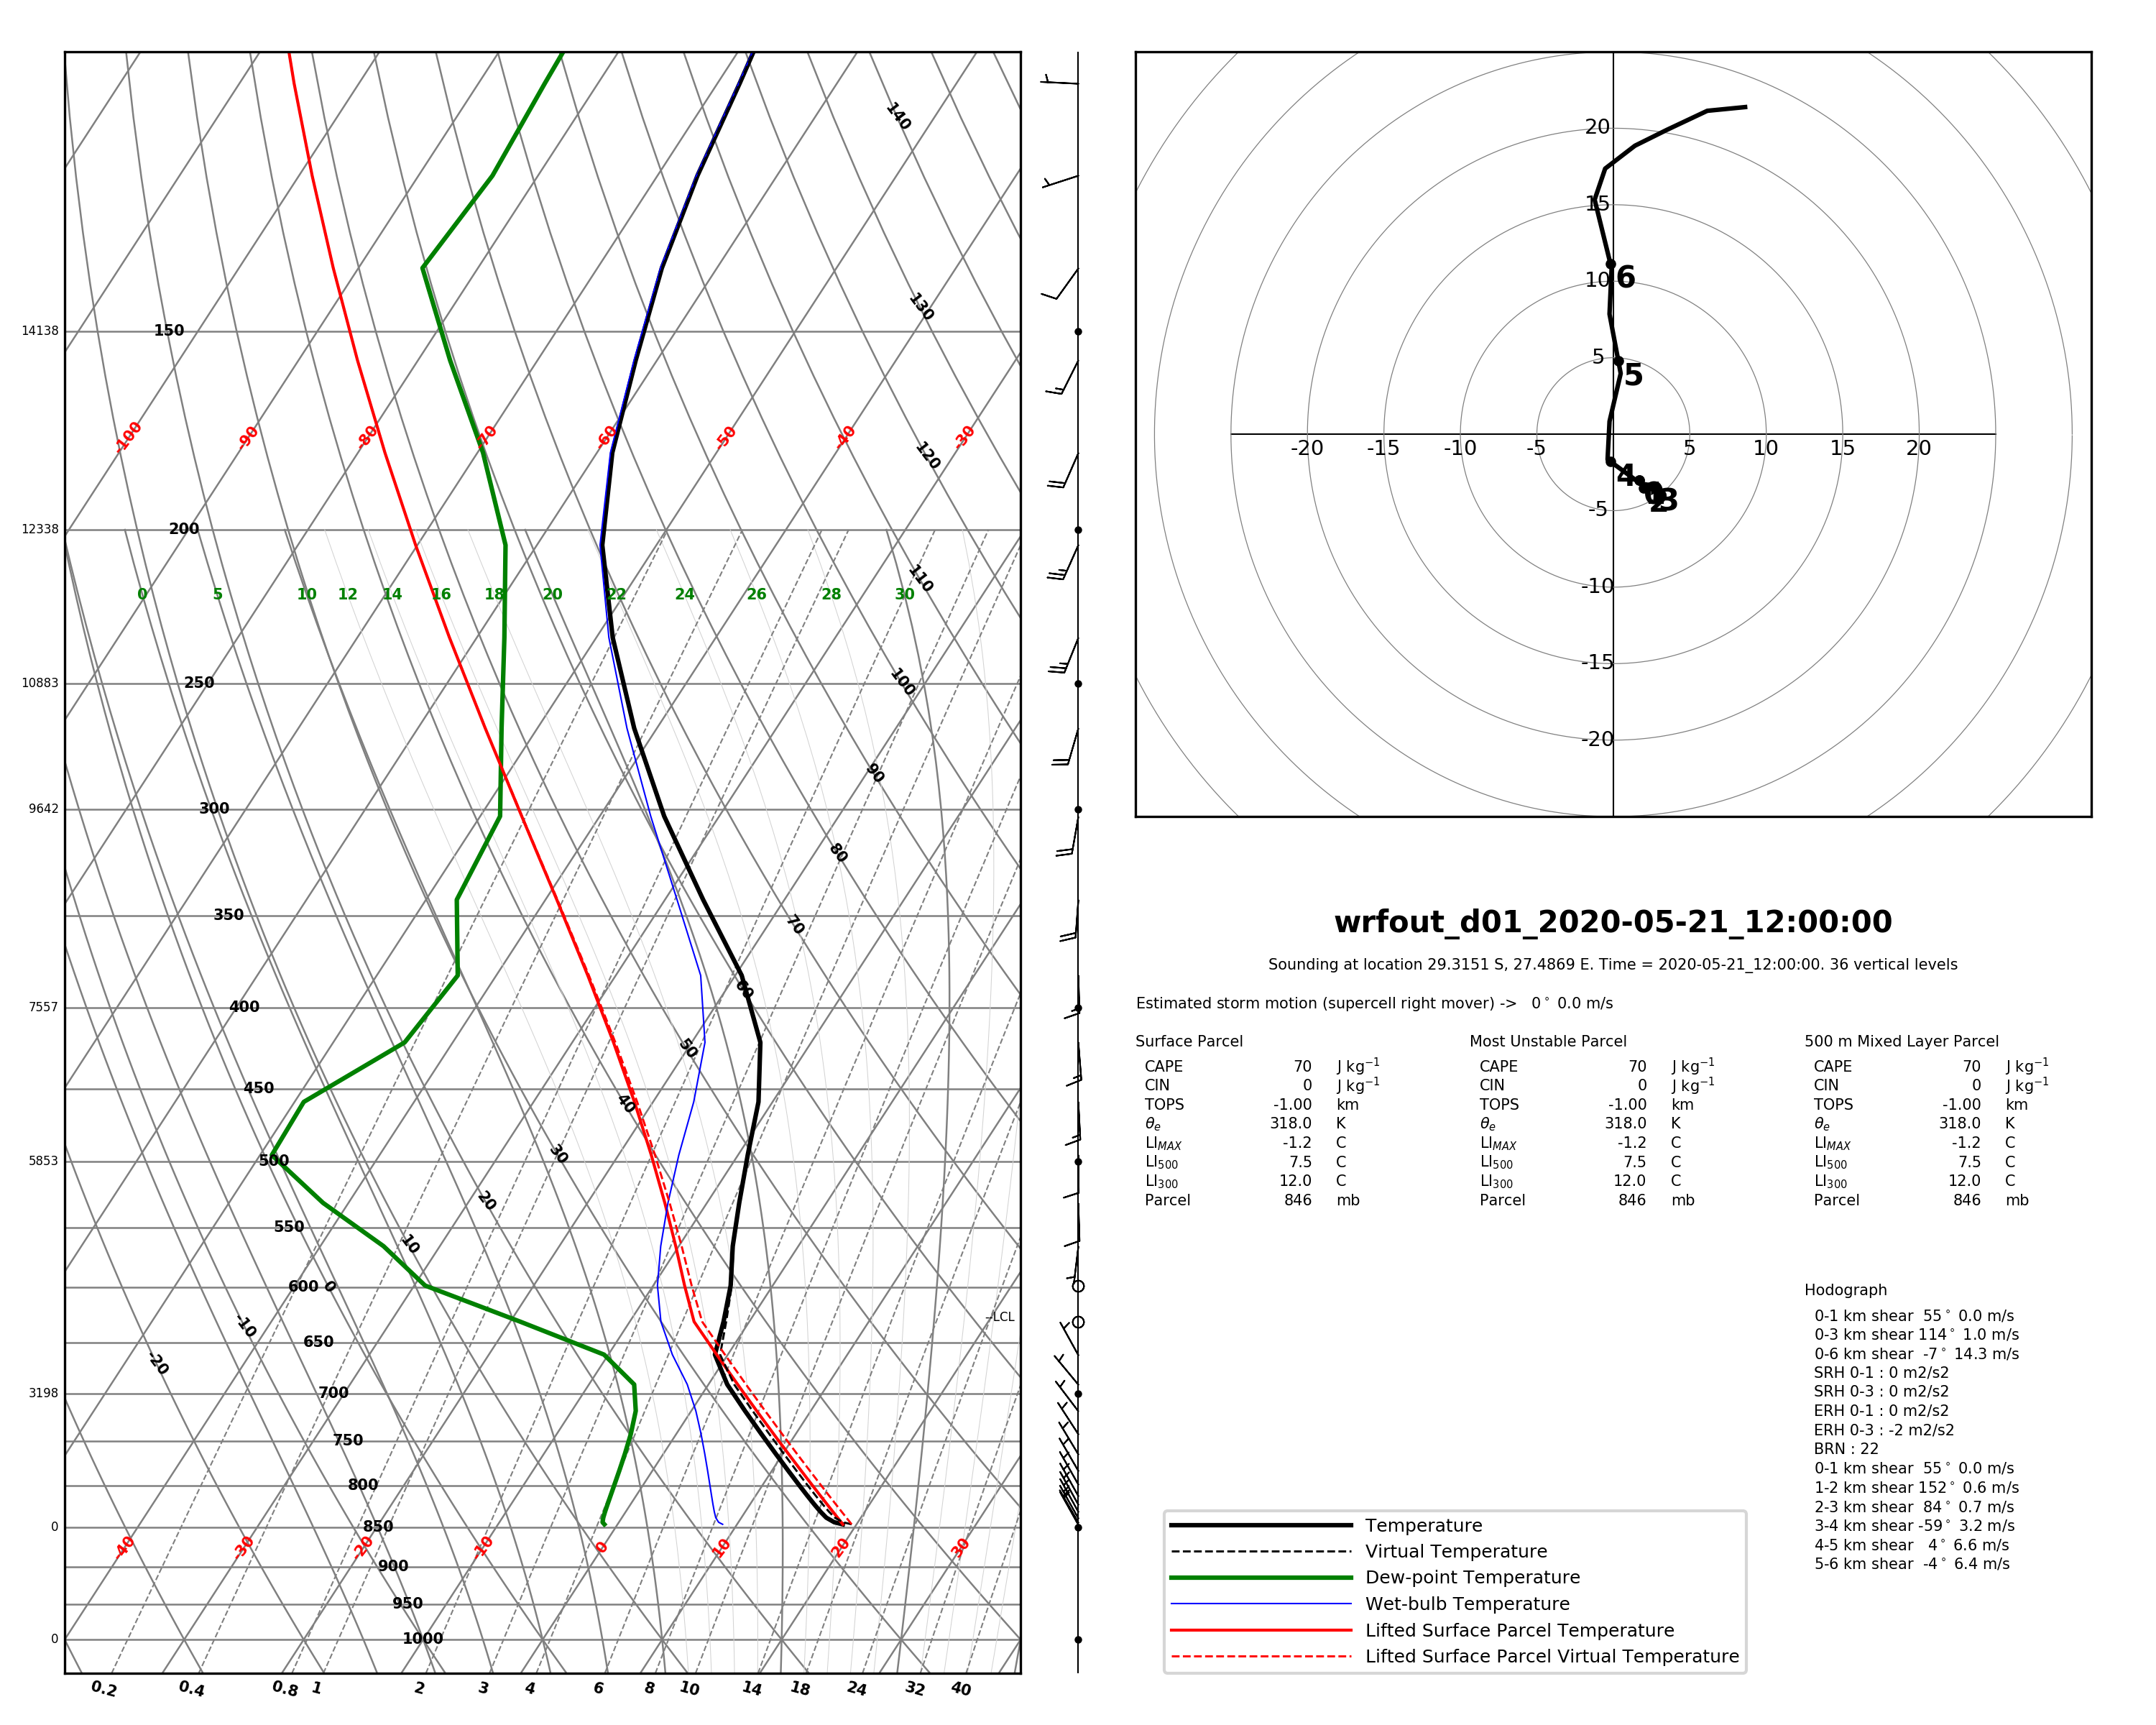 140
130
14138 150
-100 -90 -80 -70 -60 -50 -40 -30
120
12338 200
110
0 5 10 12 14 16 18 20 22 24 26 28 30
10883 250
100
90
9642 300
80
350
70
60
7557 400
50
450
40
5853 500
30
20
550
10
600 0
-10
650
LCL
-20
3198 700
750
800
0 850
-40 -30 -20 -10 0 10 20 30
900
950
0 1000
0.2 0.4 0.8 1 2 3 4 6 8 10 14 18 24 32 40
20
15
10 6
5 5
-20 -15 -10 -5 5 10 15 20
4
2 3
-5
-10
-15
-20
wrfout_d01_2020-05-21_12:00:00
Sounding at location 29.3151 S, 27.4869 E. Time = 2020-05-21_12:00:00. 36 vertical levels
Estimated storm motion (supercell right mover) -> 0° 0.0 m/s
Surface Parcel
CAPE 70 J kg⁻¹
CIN 0 J kg⁻¹
TOPS -1.00 km
θe 318.0 K
LIMAX -1.2 C
LI500 7.5 C
LI300 12.0 C
Parcel 846 mb
Most Unstable Parcel
CAPE 70 J kg⁻¹
CIN 0 J kg⁻¹
TOPS -1.00 km
θe 318.0 K
LIMAX -1.2 C
LI500 7.5 C
LI300 12.0 C
Parcel 846 mb
500 m Mixed Layer Parcel
CAPE 70 J kg⁻¹
CIN 0 J kg⁻¹
TOPS -1.00 km
θe 318.0 K
LIMAX -1.2 C
LI500 7.5 C
LI300 12.0 C
Parcel 846 mb
Hodograph
0-1 km shear 55° 0.0 m/s
0-3 km shear 114° 1.0 m/s
0-6 km shear -7° 14.3 m/s
SRH 0-1 : 0 m2/s2
SRH 0-3 : 0 m2/s2
ERH 0-1 : 0 m2/s2
ERH 0-3 : -2 m2/s2
BRN : 22
0-1 km shear 55° 0.0 m/s
1-2 km shear 152° 0.6 m/s
2-3 km shear 84° 0.7 m/s
3-4 km shear -59° 3.2 m/s
4-5 km shear 4° 6.6 m/s
5-6 km shear -4° 6.4 m/s
Temperature
Virtual Temperature
Dew-point Temperature
Wet-bulb Temperature
Lifted Surface Parcel Temperature
Lifted Surface Parcel Virtual Temperature